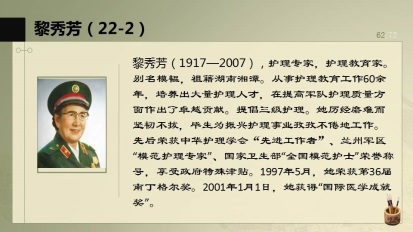 黎秀芳（22-2）
62
黎秀芳（1917—2007），护理专家，护理教育家。
别名模韫，祖籍湖南湘潭。从事护理教育工作60余
年，培养出大量护理人才，在提高军队护理质量方
面作出了卓越贡献。提倡三级护理。她历经磨难而
坚韧不拔，毕生为振兴护理事业孜孜不倦地工作。
先后荣获中华护理学会“先进工作者”、兰州军区
“模范护理专家”、国家卫生部“全国模范护士”荣誉称
号，享受政府特殊津贴。1997年5月，她荣获第36届
南丁格尔奖。2001年1月1日，她获得“国际医学成就
奖”。